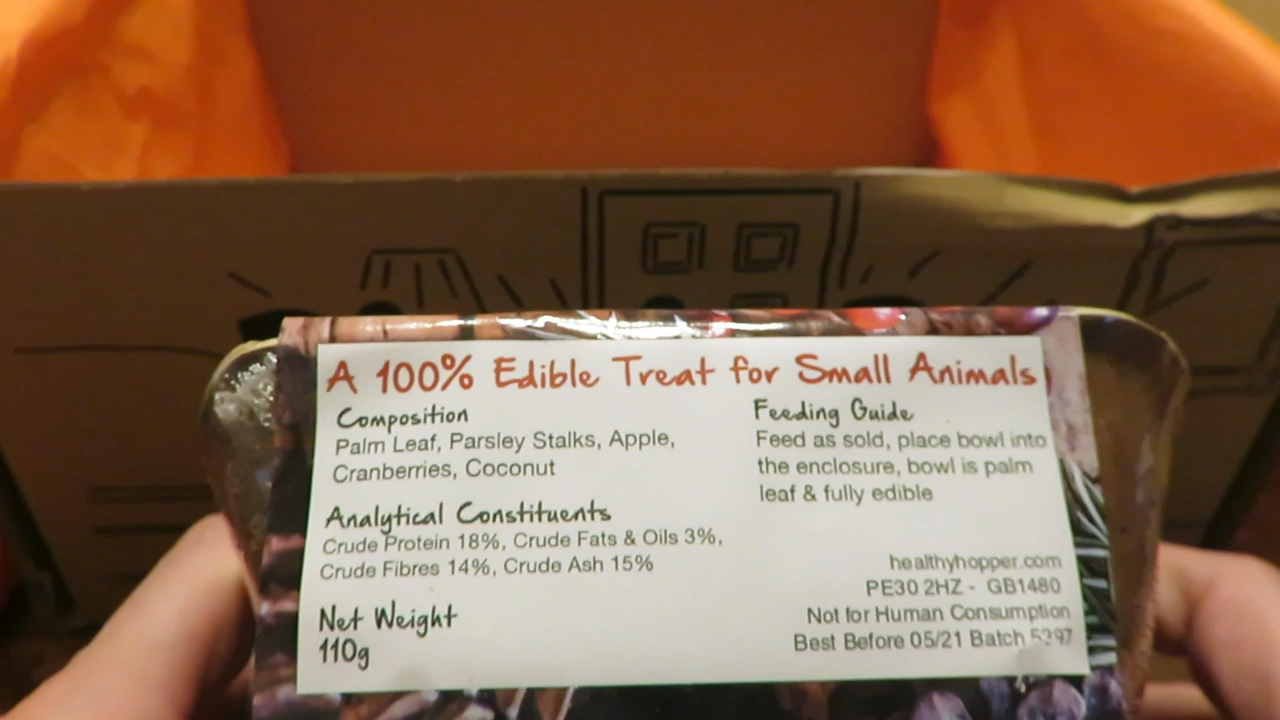 A 100% Edible Treat for Small Animals
Composition
Palm Leaf, Parsley Stalks, Apple,
Cranberries, Coconut
Analytical Constituents
Crude Protein 18%, Crude Fats & Oils 3%,
Crude Fibres 14%, Crude Ash 15%
Net Weight
110g
Feeding Guide
Feed as sold, place bowl into
the enclosure, bowl is palm
leaf & fully edible
healthyhopper.com
PE30 2HZ - GB1480
Not for Human Consumption
Best Before 05/21 Batch 5397